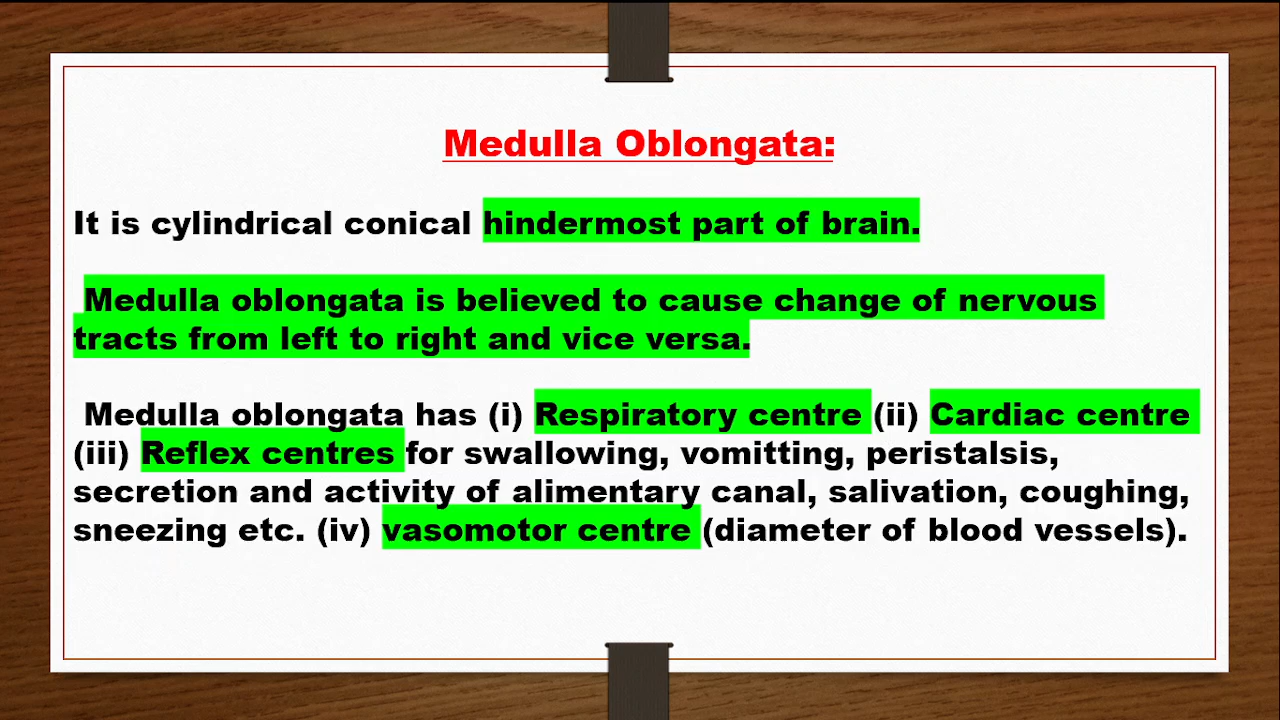 Medulla Oblongata:
It is cylindrical conical hindermost part of brain.
Medulla oblongata is believed to cause change of nervous
tracts from left to right and vice versa.
Medulla oblongata has (i) Respiratory centre (ii) Cardiac centre
(iii) Reflex centres for swallowing, vomitting, peristalsis,
secretion and activity of alimentary canal, salivation, coughing,
sneezing etc. (iv) vasomotor centre (diameter of blood vessels).